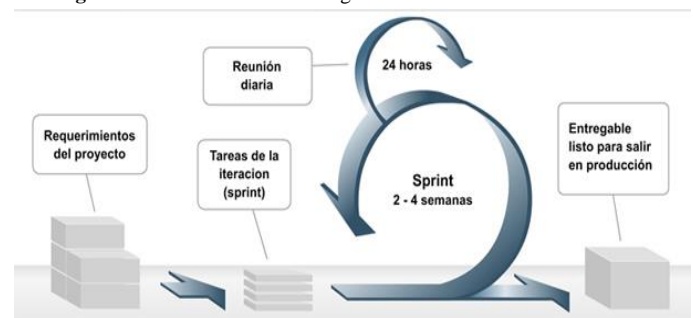 Reunión
diaria
24 horas
Requerimientos
del proyecto
Tareas de la
iteracion
(sprint)
Sprint
2 - 4 semanas
Entregable
listo para salir
en producción